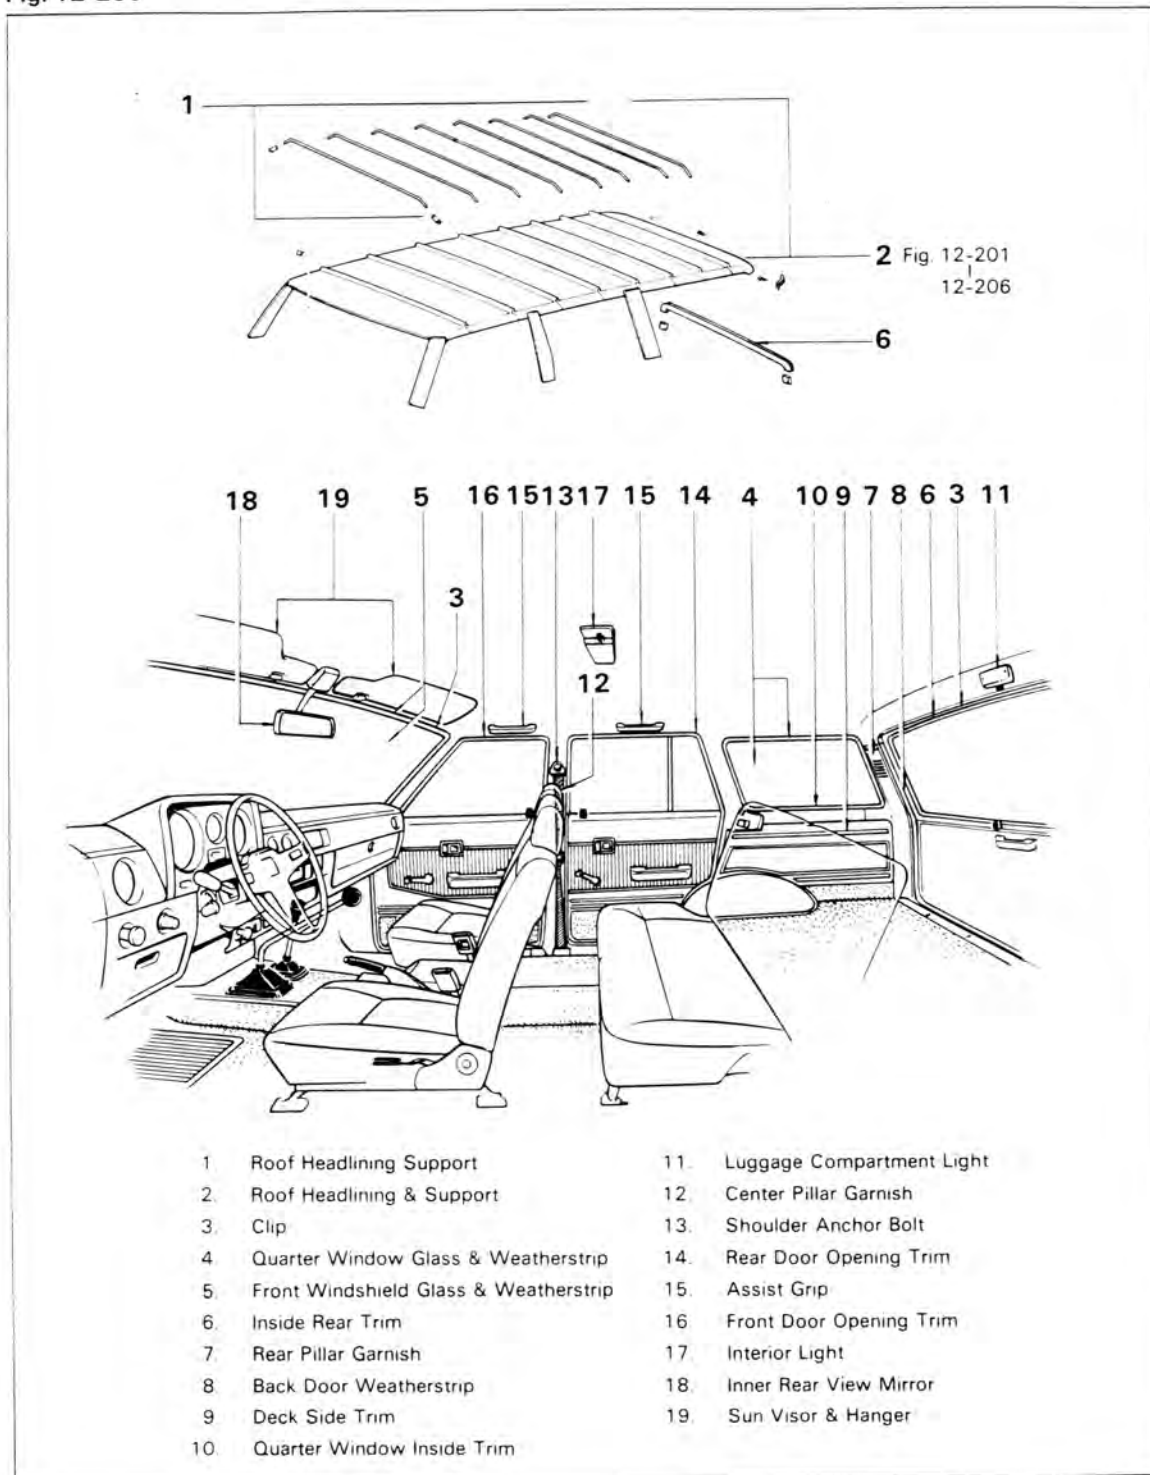 1
2 Fig. 12-201
12-206
6
18 19 5 16 15 13 17 15 14 4 10 9 7 8 6 3 11
3
12
1 Roof Headlining Support
2. Roof Headlining & Support
3. Clip
4 Quarter Window Glass & Weatherstrip
5. Front Windshield Glass & Weatherstrip
6. Inside Rear Trim
7. Rear Pillar Garnish
8 Back Door Weatherstrip
9 Deck Side Trim
10. Quarter Window Inside Trim
11. Luggage Compartment Light
12. Center Pillar Garnish
13. Shoulder Anchor Bolt
14. Rear Door Opening Trim
15. Assist Grip
16 Front Door Opening Trim
17. Interior Light
18. Inner Rear View Mirror
19. Sun Visor & Hanger